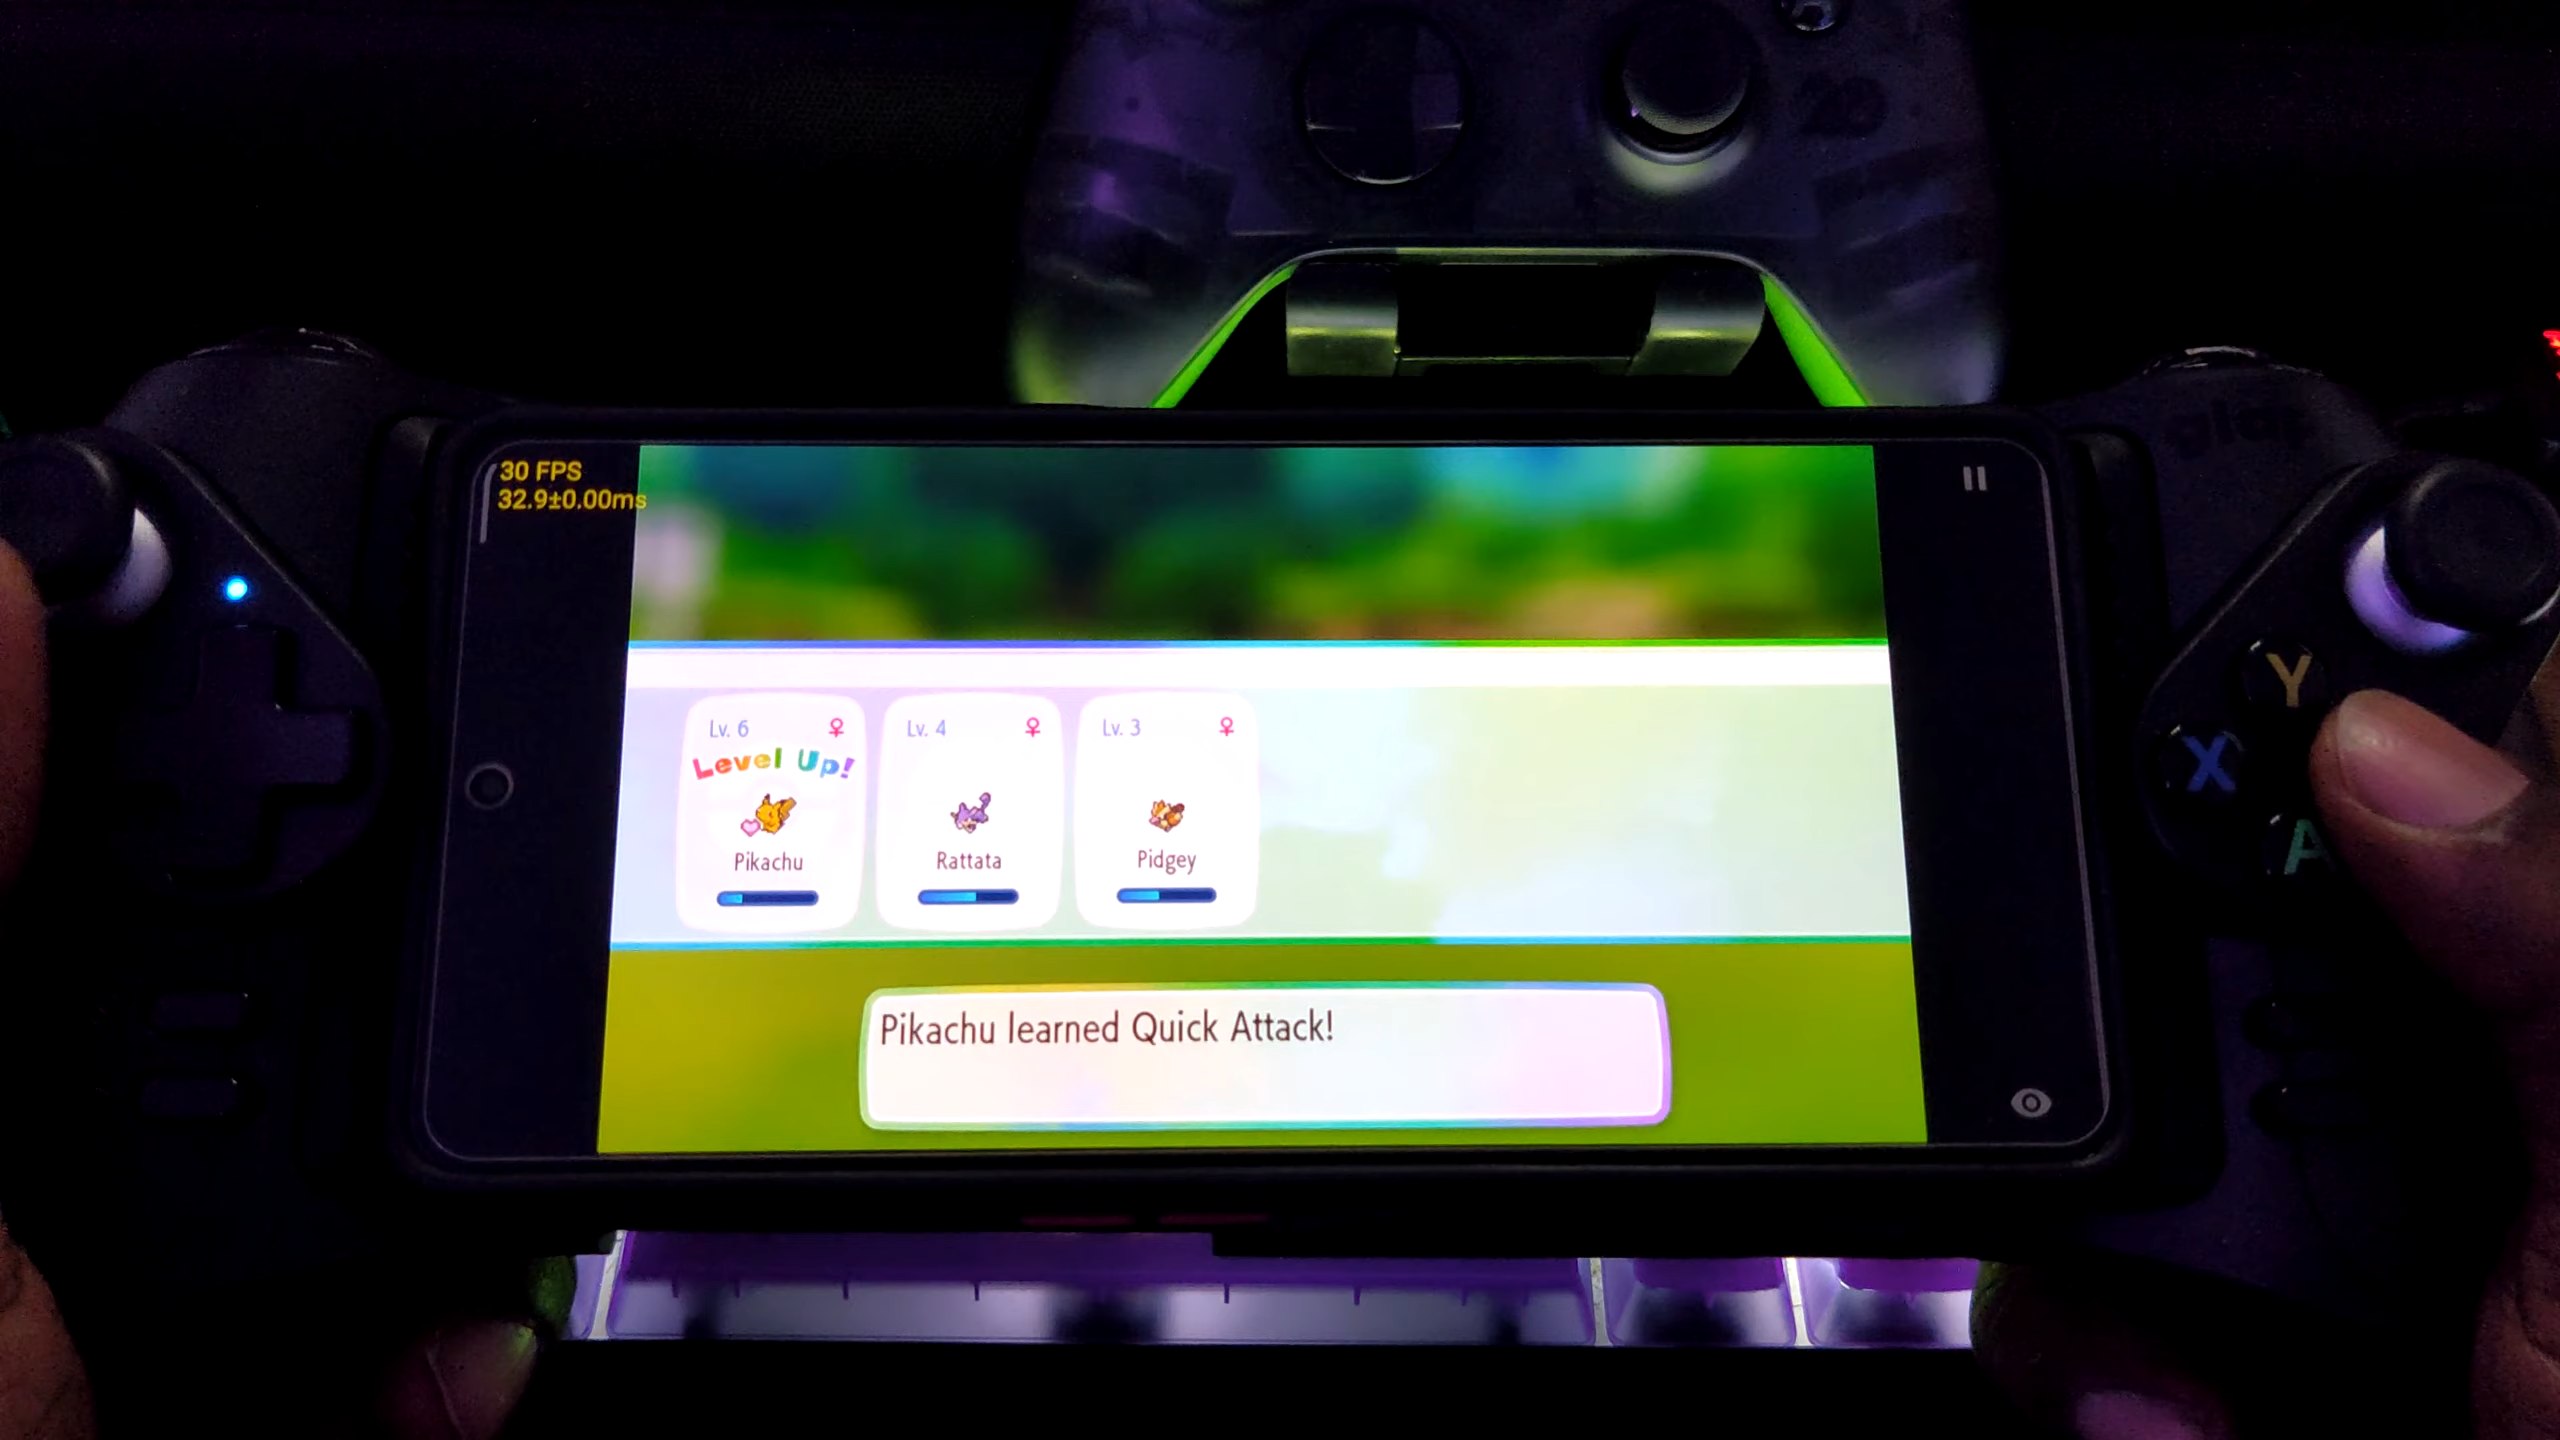 30 FPS
32.9±0.00ms
Lv. 6 ♀
Lv. 4 ♀
Lv. 3 ♀
Level Up!
Pikachu
Rattata
Pidgey
Pikachu learned Quick Attack!
Y
X
A